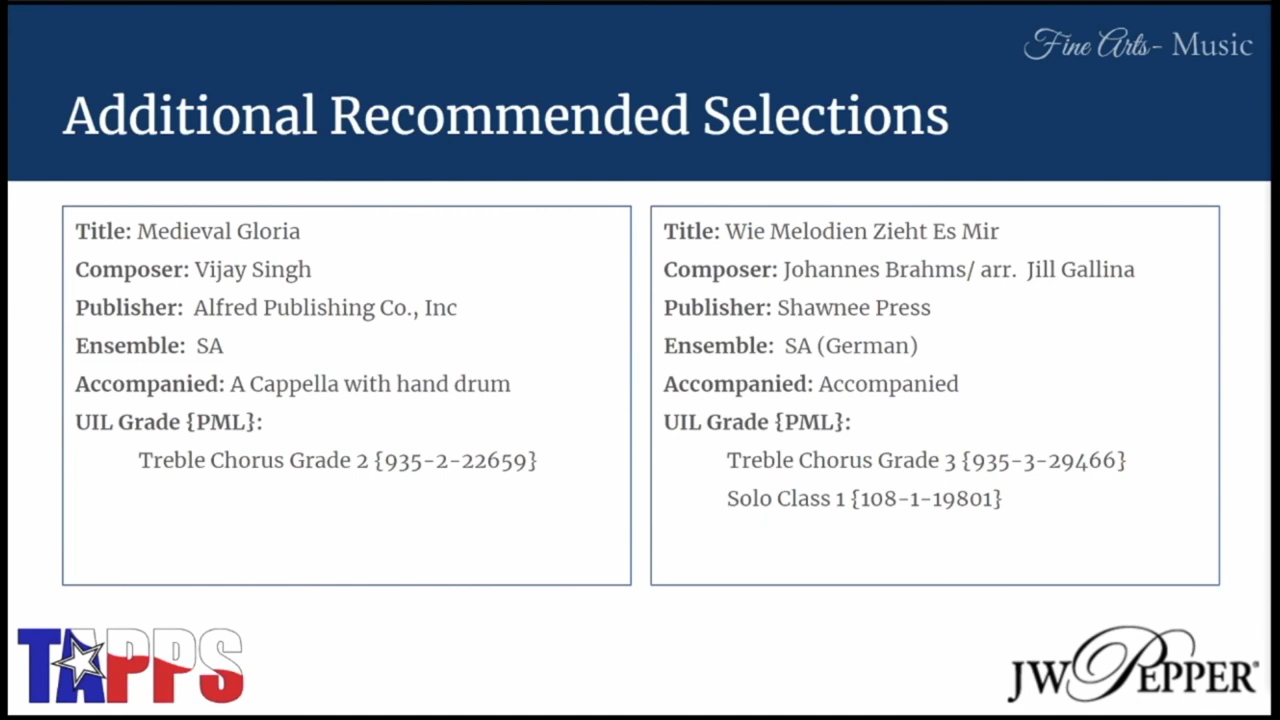 Fine Arts- Music
Additional Recommended Selections
Title: Medieval Gloria
Composer: Vijay Singh
Publisher: Alfred Publishing Co., Inc
Ensemble: SA
Accompanied: A Cappella with hand drum
UIL Grade {PML}:
Treble Chorus Grade 2 {935-2-22659}
Title: Wie Melodien Zieht Es Mir
Composer: Johannes Brahms/ arr. Jill Gallina
Publisher: Shawnee Press
Ensemble: SA (German)
Accompanied: Accompanied
UIL Grade {PML}:
Treble Chorus Grade 3 {935-3-29466}
Solo Class 1 {108-1-19801}
TAPPS
JW PEPPER®